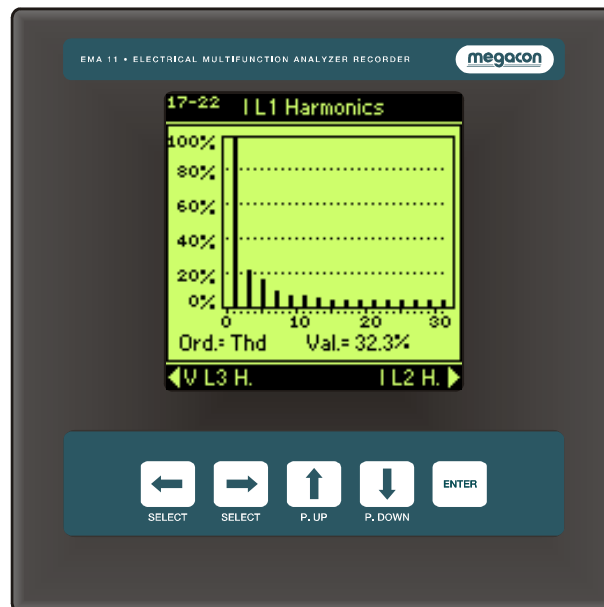 EMA 11 • ELECTRICAL MULTIFUNCTION ANALYZER RECORDER
megacon
17-22 I L1 Harmonics
100%
80%
60%
40%
20%
0%
0 10 20 30
Ord.= Thd Val.= 32.3%
V L3 H. I L2 H.
SELECT SELECT P. UP P. DOWN ENTER